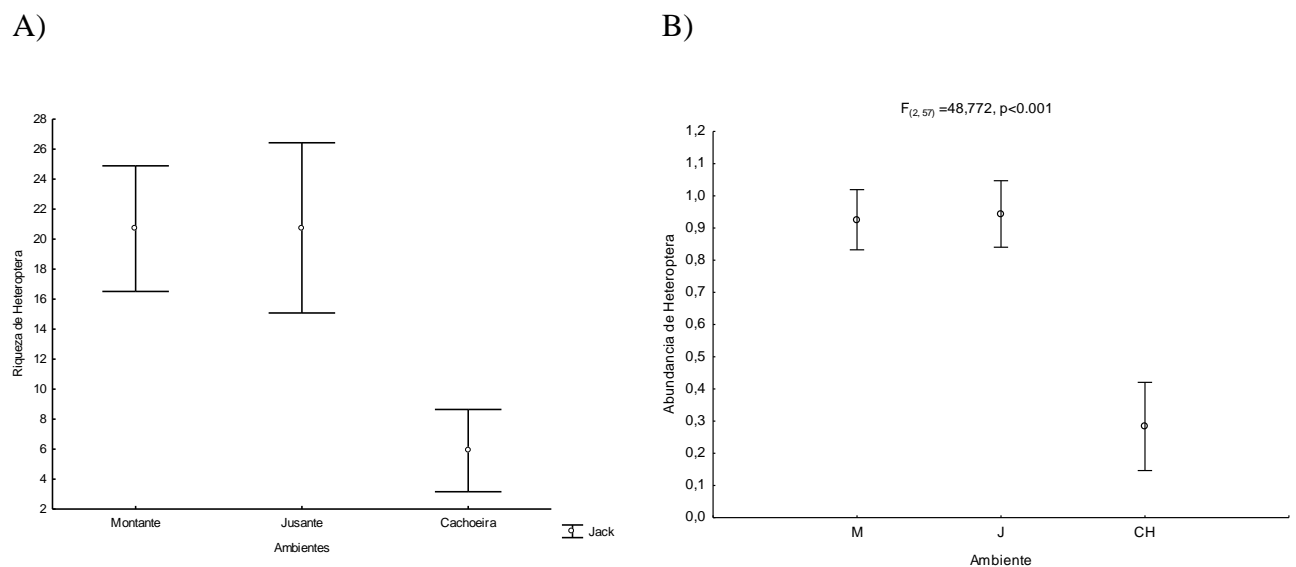 A)
B)
28
26
24
22
20
18
16
14
12
10
8
6
4
2
Riqueza de Heteroptera
Montante
Jusante
Cachoeira
Ambientes
Jack
F(2, 57) =48,772, p<0.001
1,2
1,1
1,0
0,9
0,8
0,7
0,6
0,5
0,4
0,3
0,2
0,1
0,0
Abundancia de Heteroptera
M
J
CH
Ambiente